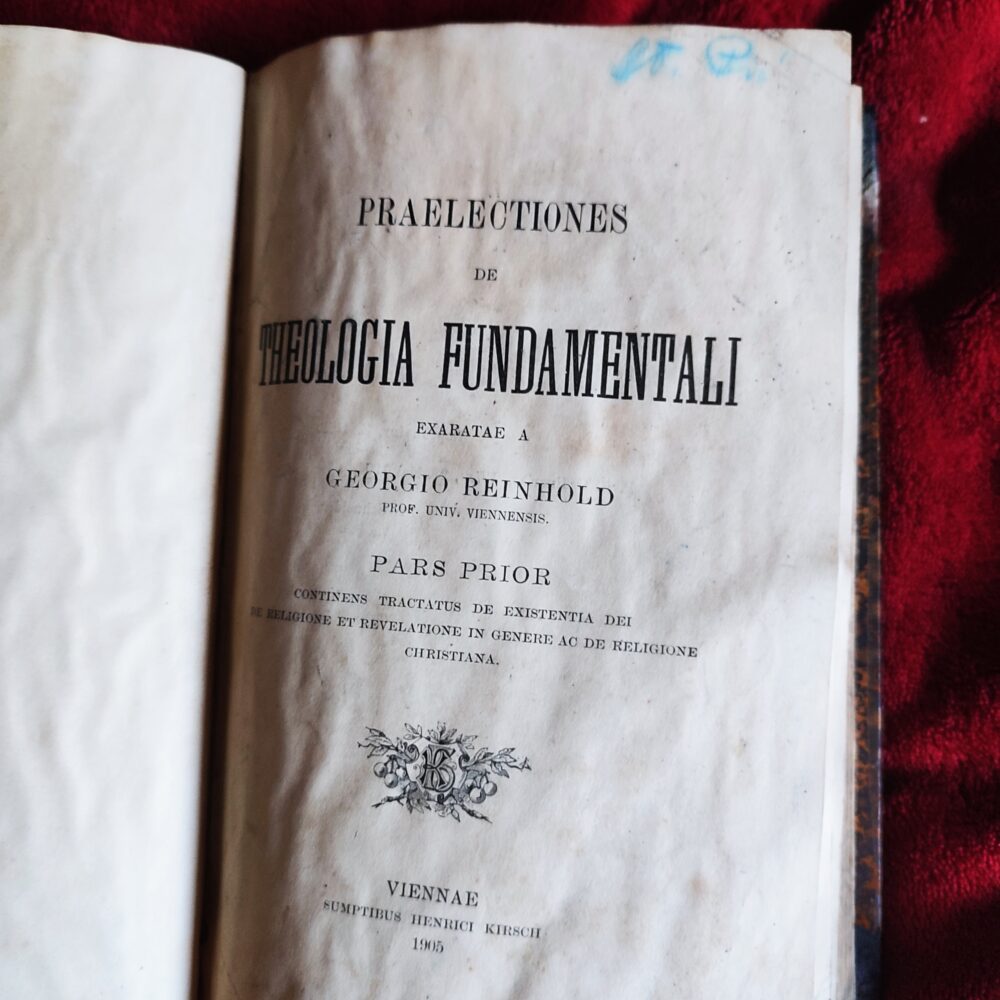 PRAELECTIONES
DE
THEOLOGIA FUNDAMENTALI
EXARATAE A
GEORGIO REINHOLD
PROF. UNIV. VIENNENSIS.
PARS PRIOR
CONTINENS TRACTATUS DE EXISTENTIA DEI
DE RELIGIONE ET REVELATIONE IN GENERE AC DE RELIGIONE
CHRISTIANA.
VIENNAE
SUMPTIBUS HENRICI KIRSCH
1905